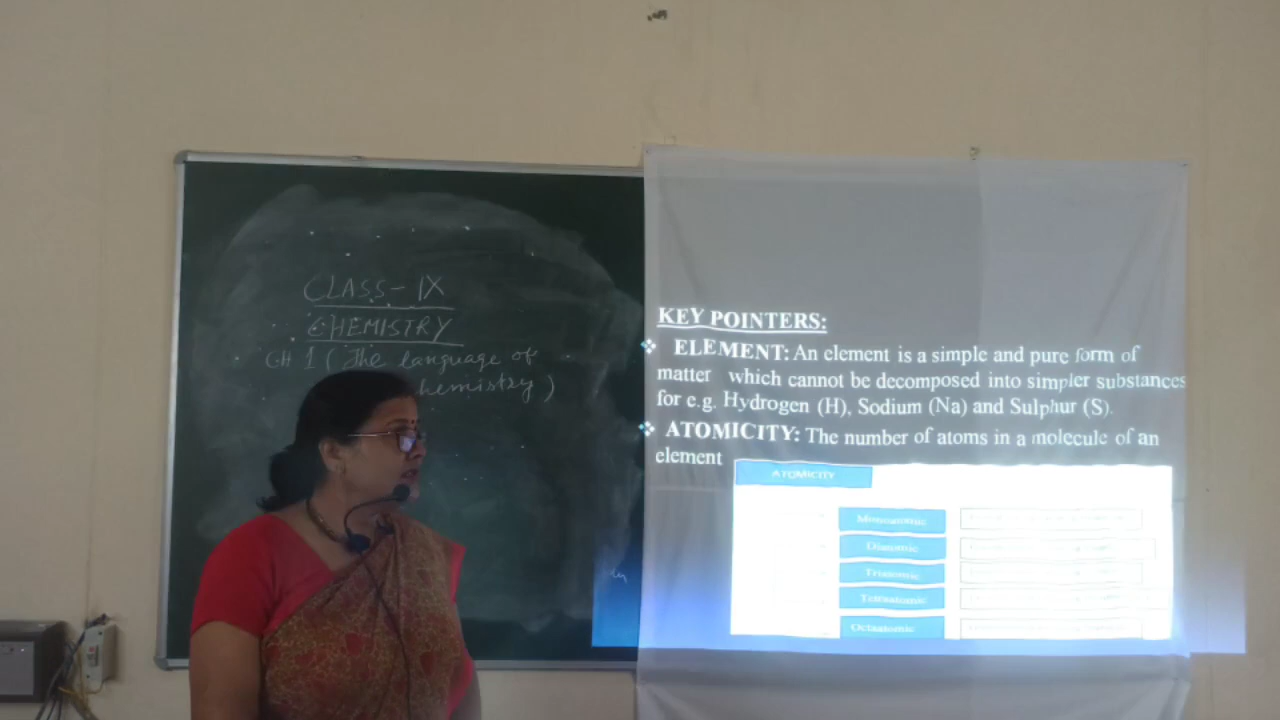 CLASS-IX
CHEMISTRY
CH 1 (The language of
hemistry)
KEY POINTERS:
❖ ELEMENT: An element is a simple and pure form of
matter which cannot be decomposed into simpler substances
for e.g. Hydrogen (H), Sodium (Na) and Sulphur (S).
❖ ATOMICITY: The number of atoms in a molecule of an
element
ATOMICITY
Monoatomic
Diatomic
Triatomic
Tetraatomic
Octaatomic